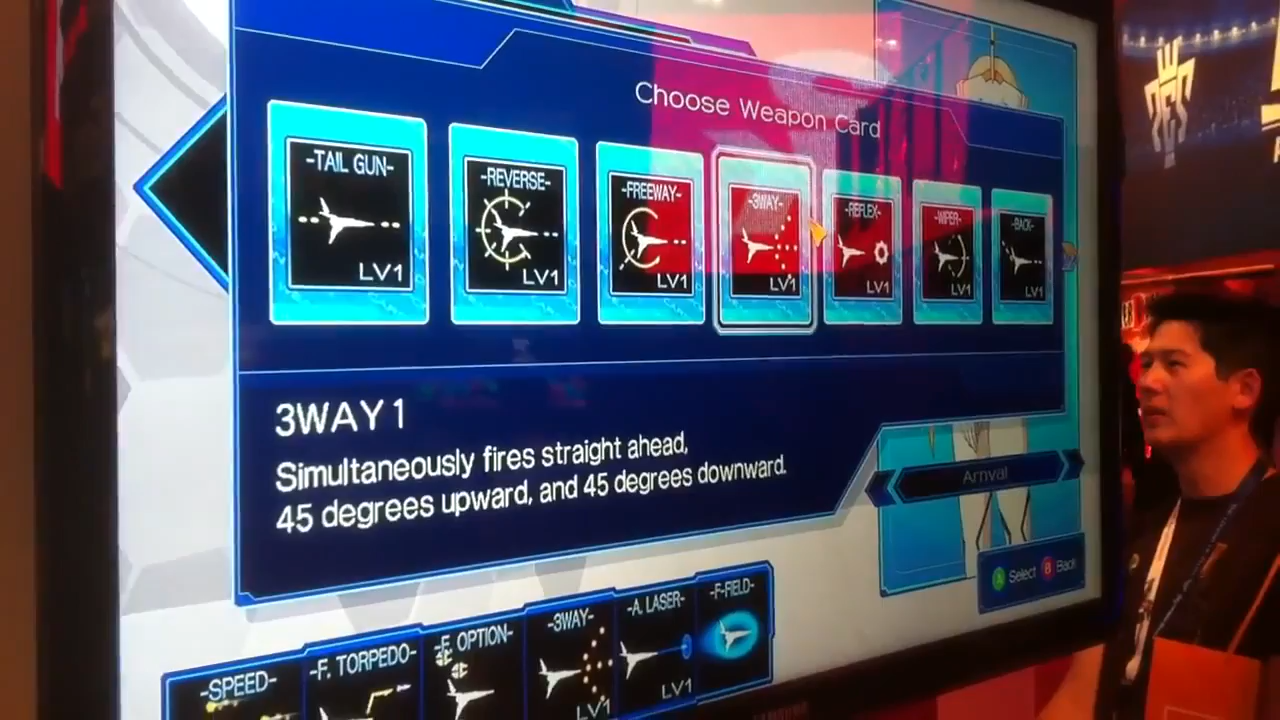 Choose Weapon Card
-TAIL GUN-
LV1
-REVERSE-
LV1
-FREEWAY-
LV1
-3WAY-
LV1
-REFLEX-
LV1
-WIPER-
LV1
-BACK-
LV1
3WAY 1
Simultaneously fires straight ahead,
45 degrees upward, and 45 degrees downward.
Arrival
A Select B Back
-SPEED-
-F. TORPEDO-
-F. OPTION-
-3WAY-
LV1
-A. LASER-
LV1
-F-FIELD-